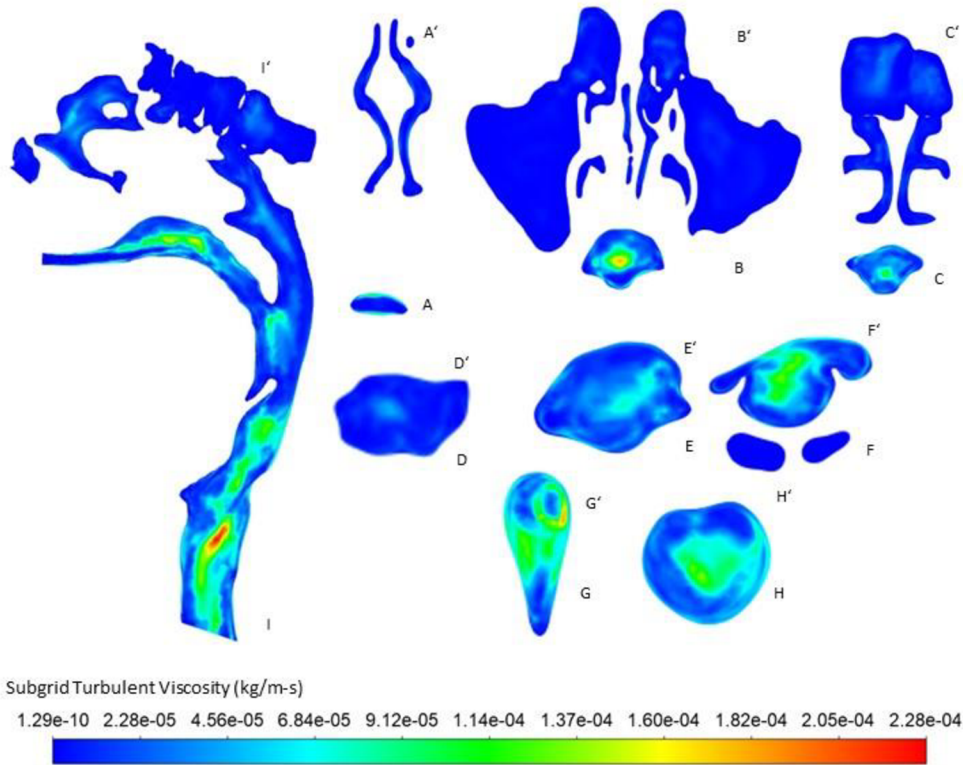 A‘
B‘
C‘
I‘
B
C
A
F‘
E‘
D‘
E
F
D
H‘
G‘
G
H
I
Subgrid Turbulent Viscosity (kg/m-s)
1.29e-10 2.28e-05 4.56e-05 6.84e-05 9.12e-05 1.14e-04 1.37e-04 1.60e-04 1.82e-04 2.05e-04 2.28e-04